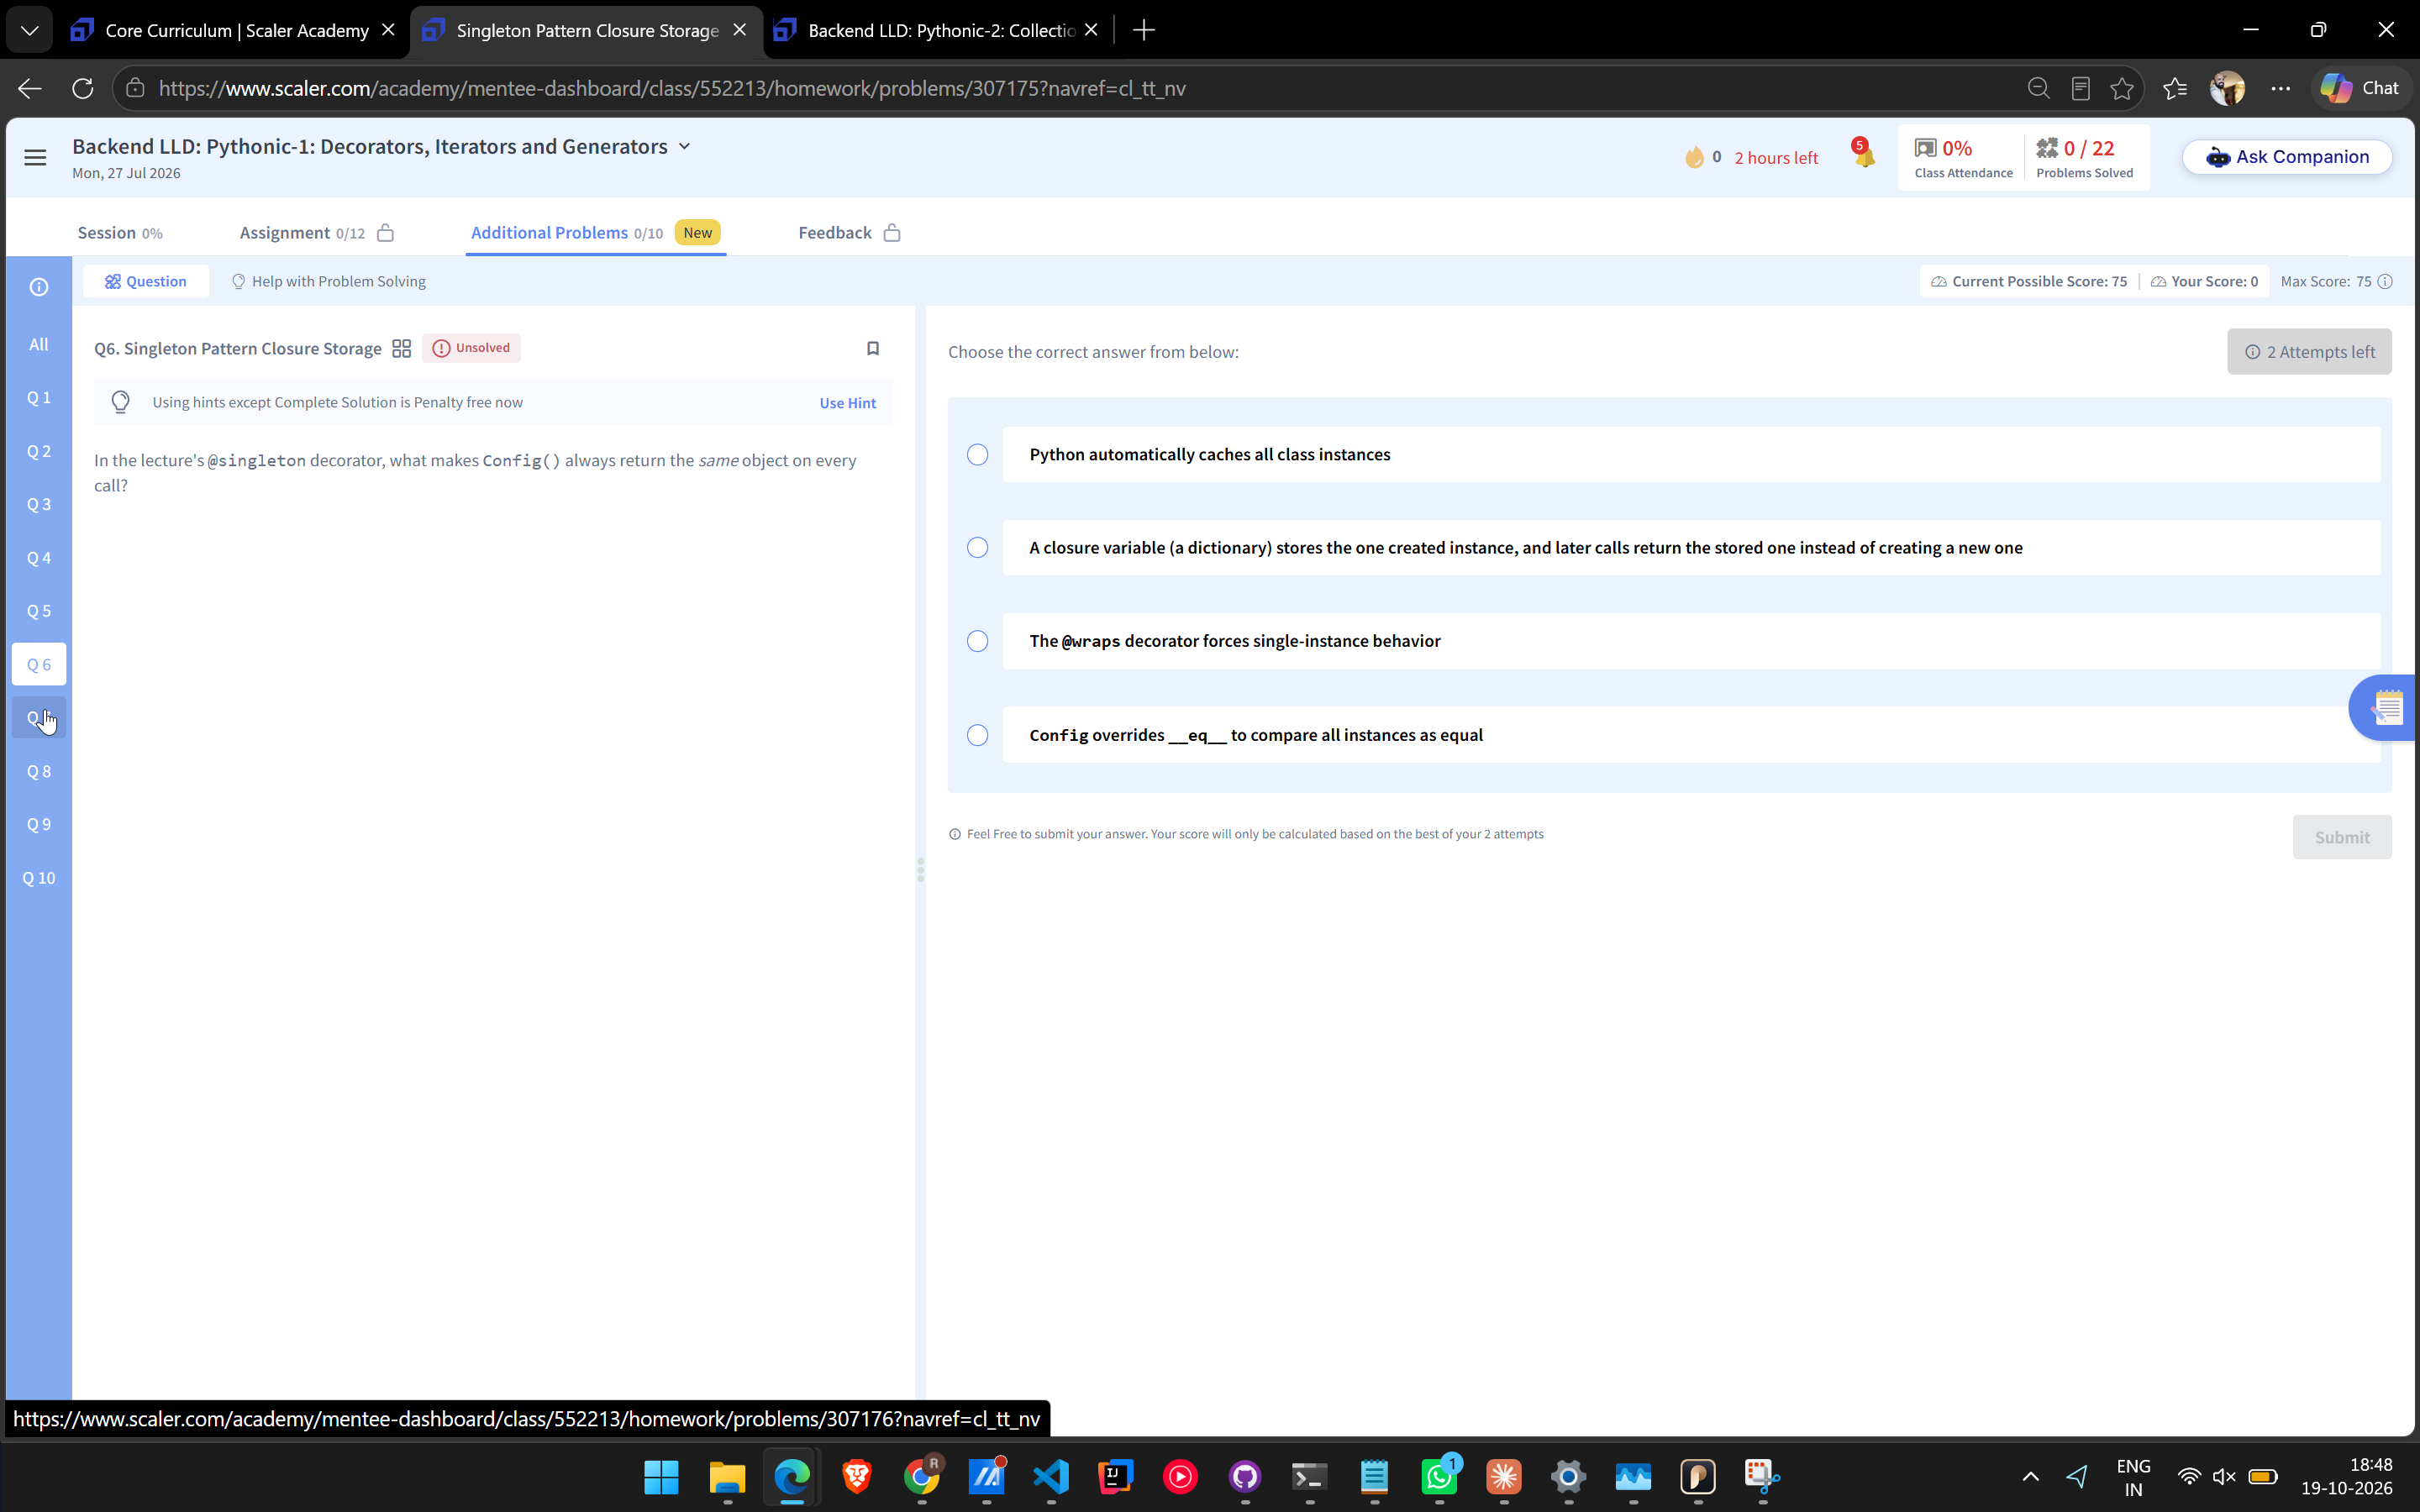 Core Curriculum | Scaler Academy
Singleton Pattern Closure Storage
Backend LLD: Pythonic-2: Collectio
https://www.scaler.com/academy/mentee-dashboard/class/552213/homework/problems/307175?navref=cl_tt_nv
Chat
Backend LLD: Pythonic-1: Decorators, Iterators and Generators
Mon, 27 Jul 2026
0 2 hours left
5
0%
Class Attendance
0 / 22
Problems Solved
Ask Companion
Session 0%
Assignment 0/12
Additional Problems 0/10 New
Feedback
Question
Help with Problem Solving
Current Possible Score: 75
Your Score: 0
Max Score: 75
All
Q 1
Q 2
Q 3
Q 4
Q 5
Q 6
Q
Q 8
Q 9
Q 10
Q6. Singleton Pattern Closure Storage
Unsolved
Using hints except Complete Solution is Penalty free now
Use Hint
In the lecture's @singleton decorator, what makes Config() always return the same object on every
call?
Choose the correct answer from below:
2 Attempts left
Python automatically caches all class instances
A closure variable (a dictionary) stores the one created instance, and later calls return the stored one instead of creating a new one
The @wraps decorator forces single-instance behavior
Config overrides __eq__ to compare all instances as equal
Feel Free to submit your answer. Your score will only be calculated based on the best of your 2 attempts
Submit
https://www.scaler.com/academy/mentee-dashboard/class/552213/homework/problems/307176?navref=cl_tt_nv
R
IJ
1
ENG
IN
18:48
19-10-2026